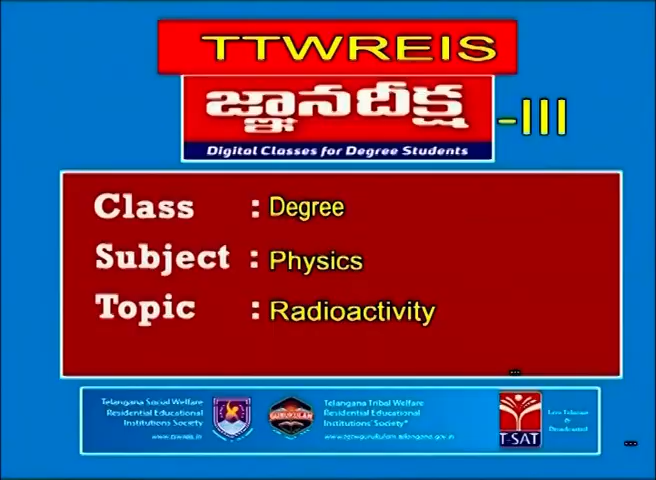 TTWREIS
జ్ఞానదీక్ష -III
Digital Classes for Degree Students
Class : Degree
Subject : Physics
Topic : Radioactivity
Telangana Social Welfare
Residential Educational
Institutions Society
Telangana Tribal Welfare
Residential Educational
Institutions' Society
GURUKULAM
T-SAT